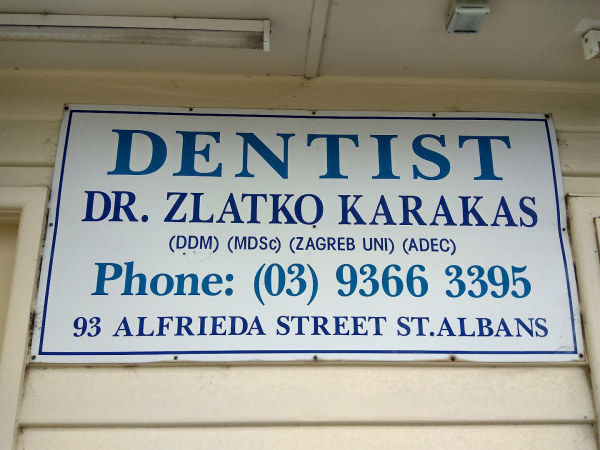 DENTIST
DR. ZLATKO KARAKAS
(DDM) (MDSc) (ZAGREB UNI) (ADEC)
Phone: (03) 9366 3395
93 ALFRIEDA STREET ST.ALBANS